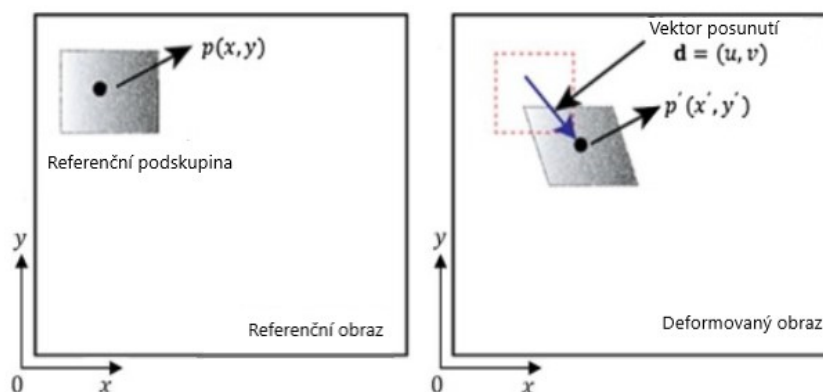 p(x,y)
Referenční podskupina
y
Referenční obraz
0
x
Vektor posunutí
d = (u,v)
p′(x′,y′)
y
Deformovaný obraz
0
x